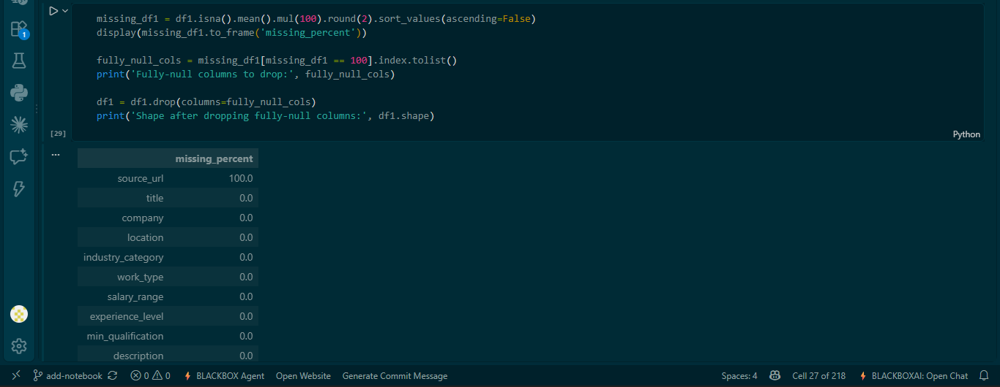 missing_df1 = df1.isna().mean().mul(100).round(2).sort_values(ascending=False)
display(missing_df1.to_frame('missing_percent'))
fully_null_cols = missing_df1[missing_df1 == 100].index.tolist()
print('Fully-null columns to drop:', fully_null_cols)
df1 = df1.drop(columns=fully_null_cols)
print('Shape after dropping fully-null columns:', df1.shape)
[29]
Python
1
...
missing_percent
source_url 100.0
title 0.0
company 0.0
location 0.0
industry_category 0.0
work_type 0.0
salary_range 0.0
experience_level 0.0
min_qualification 0.0
description 0.0
add-notebook 0 0 BLACKBOX Agent Open Website Generate Commit Message Spaces: 4 Cell 27 of 218 BLACKBOXAI: Open Chat